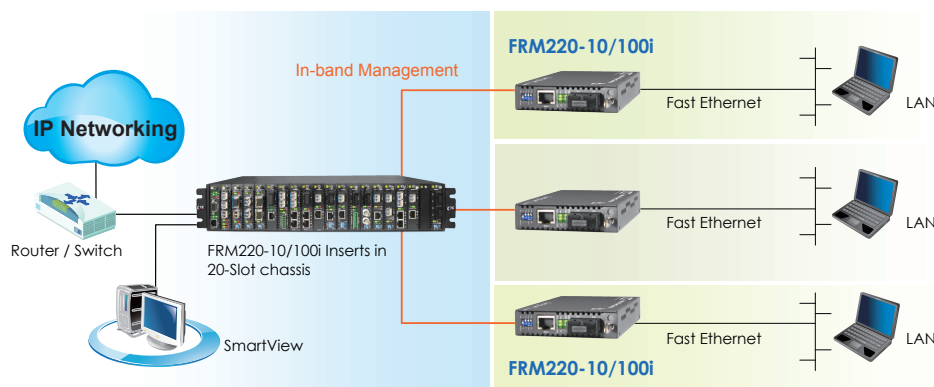 FRM220-10/100i
In-band Management
Fast Ethernet
LAN
IP Networking
Router / Switch
FRM220-10/100i Inserts in
20-Slot chassis
Fast Ethernet
LAN
SmartView
Fast Ethernet
LAN
FRM220-10/100i